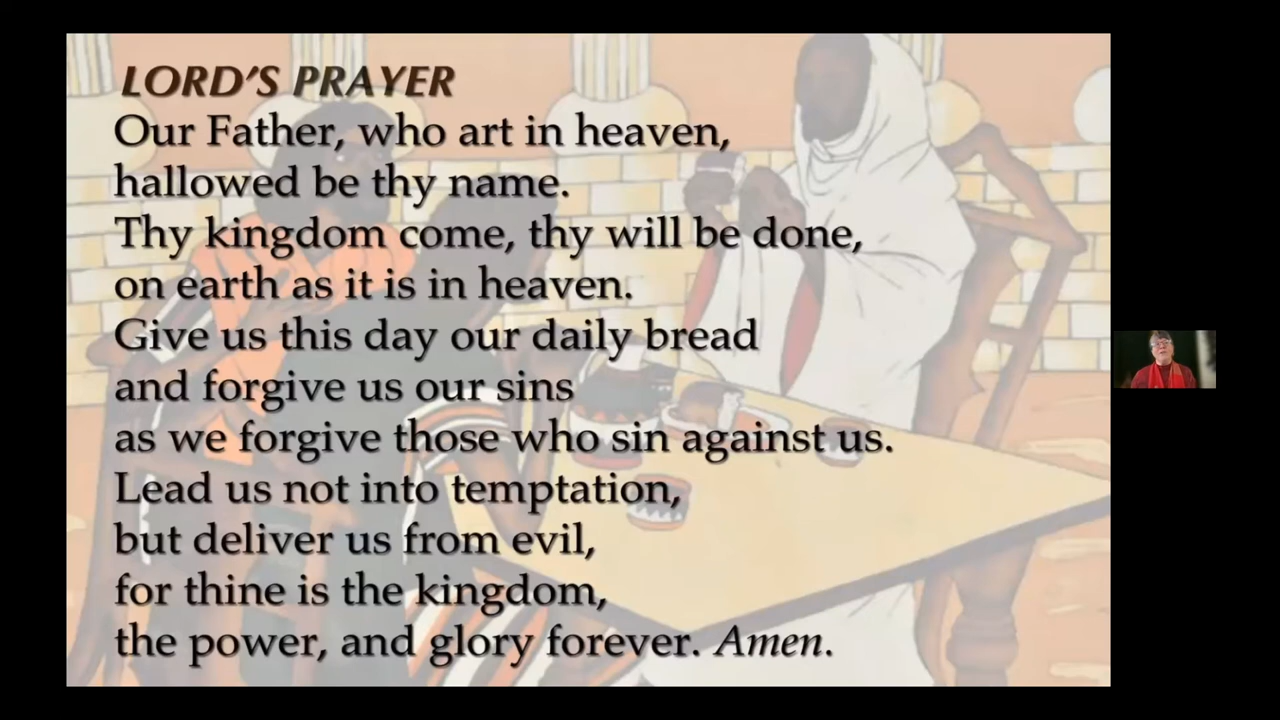 LORD'S PRAYER
Our Father, who art in heaven,
hallowed be thy name.
Thy kingdom come, thy will be done,
on earth as it is in heaven.
Give us this day our daily bread
and forgive us our sins
as we forgive those who sin against us.
Lead us not into temptation,
but deliver us from evil,
for thine is the kingdom,
the power, and glory forever. Amen.